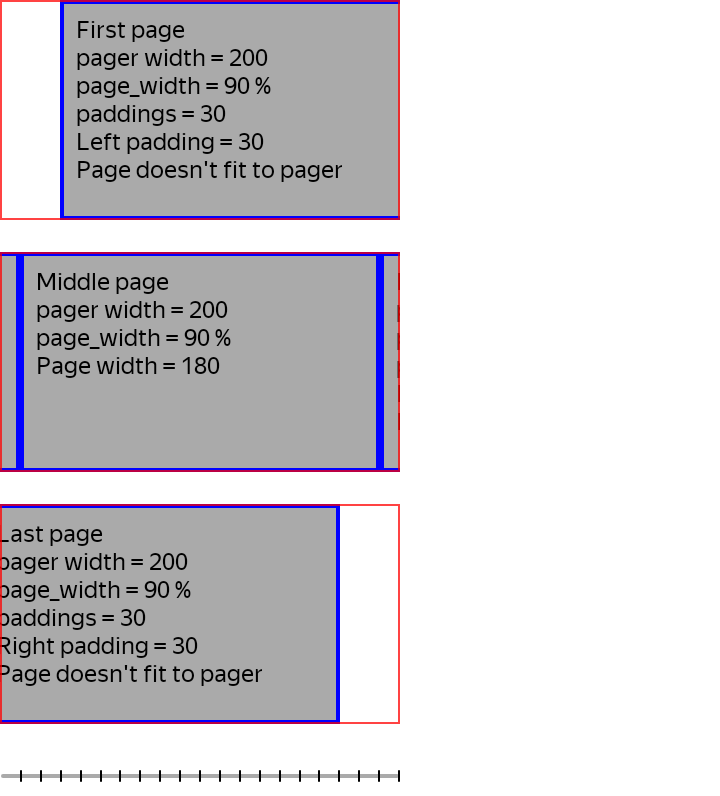 First page
pager width = 200
page_width = 90 %
paddings = 30
Left padding = 30
Page doesn't fit to pager
Middle page
pager width = 200
page_width = 90 %
Page width = 180
Last page
pager width = 200
page_width = 90 %
paddings = 30
Right padding = 30
Page doesn't fit to pager